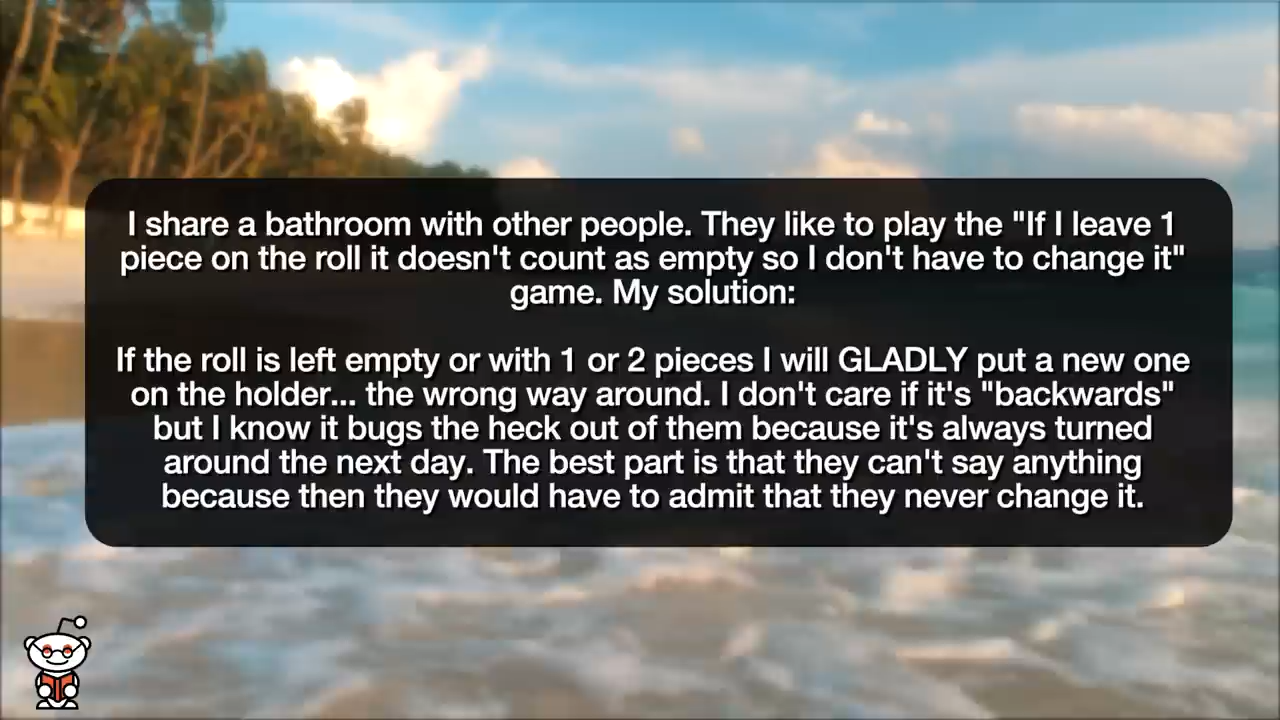 I share a bathroom with other people. They like to play the "If I leave 1
piece on the roll it doesn't count as empty so I don't have to change it"
game. My solution:
If the roll is left empty or with 1 or 2 pieces I will GLADLY put a new one
on the holder... the wrong way around. I don't care if it's "backwards"
but I know it bugs the heck out of them because it's always turned
around the next day. The best part is that they can't say anything
because then they would have to admit that they never change it.